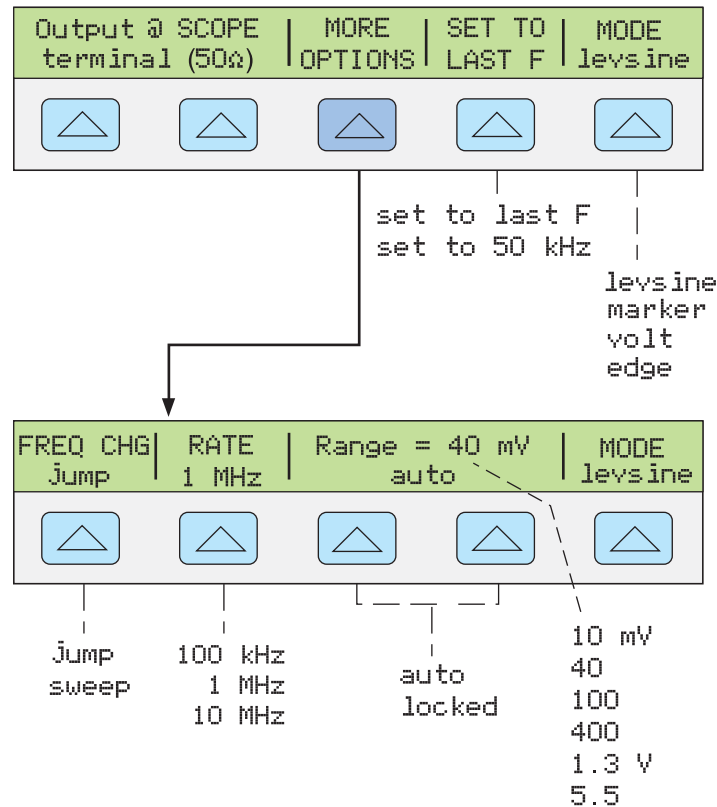 Output @ SCOPE terminal (50Ω)
MORE OPTIONS
SET TO LAST F
MODE levsine
set to last F
set to 50 kHz
levsine
marker
volt
edge
FREQ CHG jump
RATE 1 MHz
Range = 40 mV auto
MODE levsine
jump
sweep
100 kHz
1 MHz
10 MHz
auto
locked
10 mV
40
100
400
1.3 V
5.5